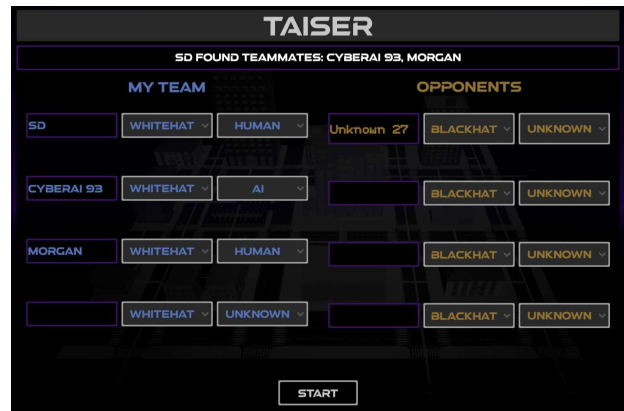 TAISER
SD FOUND TEAMMATES: CYBERAI 93, MORGAN
MY TEAM OPPONENTS
SD WHITEHAT HUMAN Unknown 27 BLACKHAT UNKNOWN
CYBERAI 93 WHITEHAT AI BLACKHAT UNKNOWN
MORGAN WHITEHAT HUMAN BLACKHAT UNKNOWN
WHITEHAT UNKNOWN BLACKHAT UNKNOWN
START